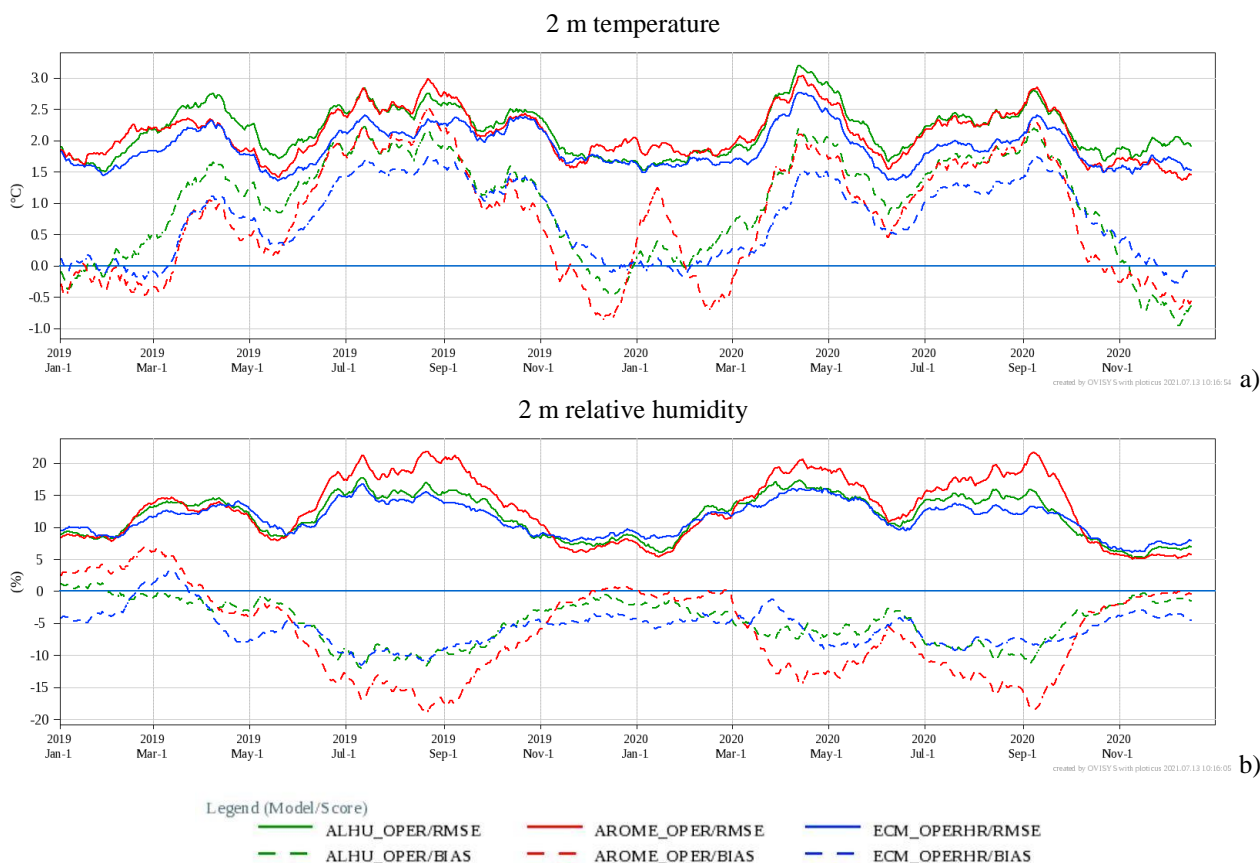 2 m temperature
3.0
2.5
2.0
1.5
(°C)
1.0
0.5
0.0
-0.5
-1.0
2019 2019 2019 2019 2019 2019 2020 2020 2020 2020 2020 2020
Jan-1 Mar-1 May-1 Jul-1 Sep-1 Nov-1 Jan-1 Mar-1 May-1 Jul-1 Sep-1 Nov-1
created by OVISYS with ploticus 2021.07.13 10:16:54 a)
2 m relative humidity
20
15
10
5
(%)
0
-5
-10
-15
-20
2019 2019 2019 2019 2019 2019 2020 2020 2020 2020 2020 2020
Jan-1 Mar-1 May-1 Jul-1 Sep-1 Nov-1 Jan-1 Mar-1 May-1 Jul-1 Sep-1 Nov-1
created by OVISYS with ploticus 2021.07.13 10:16:05 b)
Legend (Model/Score)
ALHU_OPER/RMSE AROME_OPER/RMSE ECM_OPERHR/RMSE
ALHU_OPER/BIAS AROME_OPER/BIAS ECM_OPERHR/BIAS